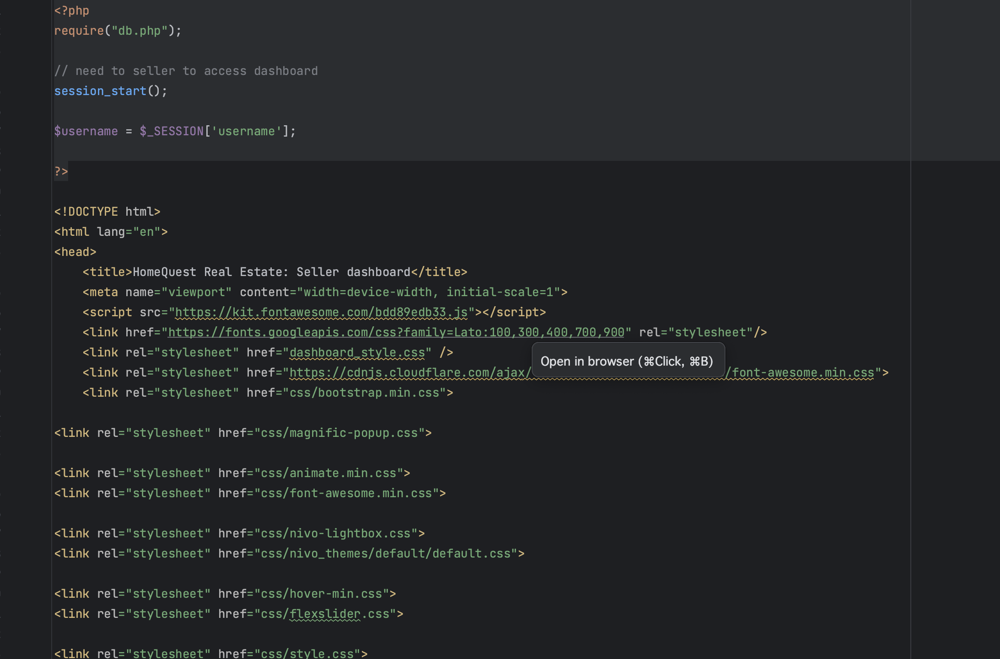 <?php
require("db.php");
// need to seller to access dashboard
session_start();
$username = $_SESSION['username'];
?>
<!DOCTYPE html>
<html lang="en">
<head>
    <title>HomeQuest Real Estate: Seller dashboard</title>
    <meta name="viewport" content="width=device-width, initial-scale=1">
    <script src="https://kit.fontawesome.com/bdd89edb33.js"></script>
    <link href="https://fonts.googleapis.com/css?family=Lato:100,300,400,700,900" rel="stylesheet"/>
    <link rel="stylesheet" href="dashboard_style.css" />
Open in browser (⌘Click, ⌘B)
    <link rel="stylesheet" href="https://cdnjs.cloudflare.com/ajax/ /font-awesome.min.css">
    <link rel="stylesheet" href="css/bootstrap.min.css">
<link rel="stylesheet" href="css/magnific-popup.css">
<link rel="stylesheet" href="css/animate.min.css">
<link rel="stylesheet" href="css/font-awesome.min.css">
<link rel="stylesheet" href="css/nivo-lightbox.css">
<link rel="stylesheet" href="css/nivo_themes/default/default.css">
<link rel="stylesheet" href="css/hover-min.css">
<link rel="stylesheet" href="css/flexslider.css">
<link rel="stylesheet" href="css/style.css">